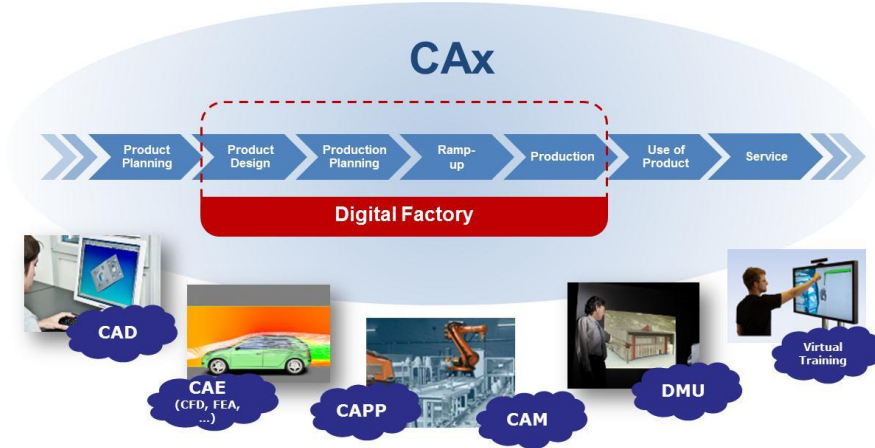 CAx
Product
Planning
Product
Design
Production
Planning
Ramp-
up
Production
Use of
Product
Service
Digital Factory
CAD
CAE
(CFD, FEA,
...)
CAPP
CAM
DMU
Virtual
Training